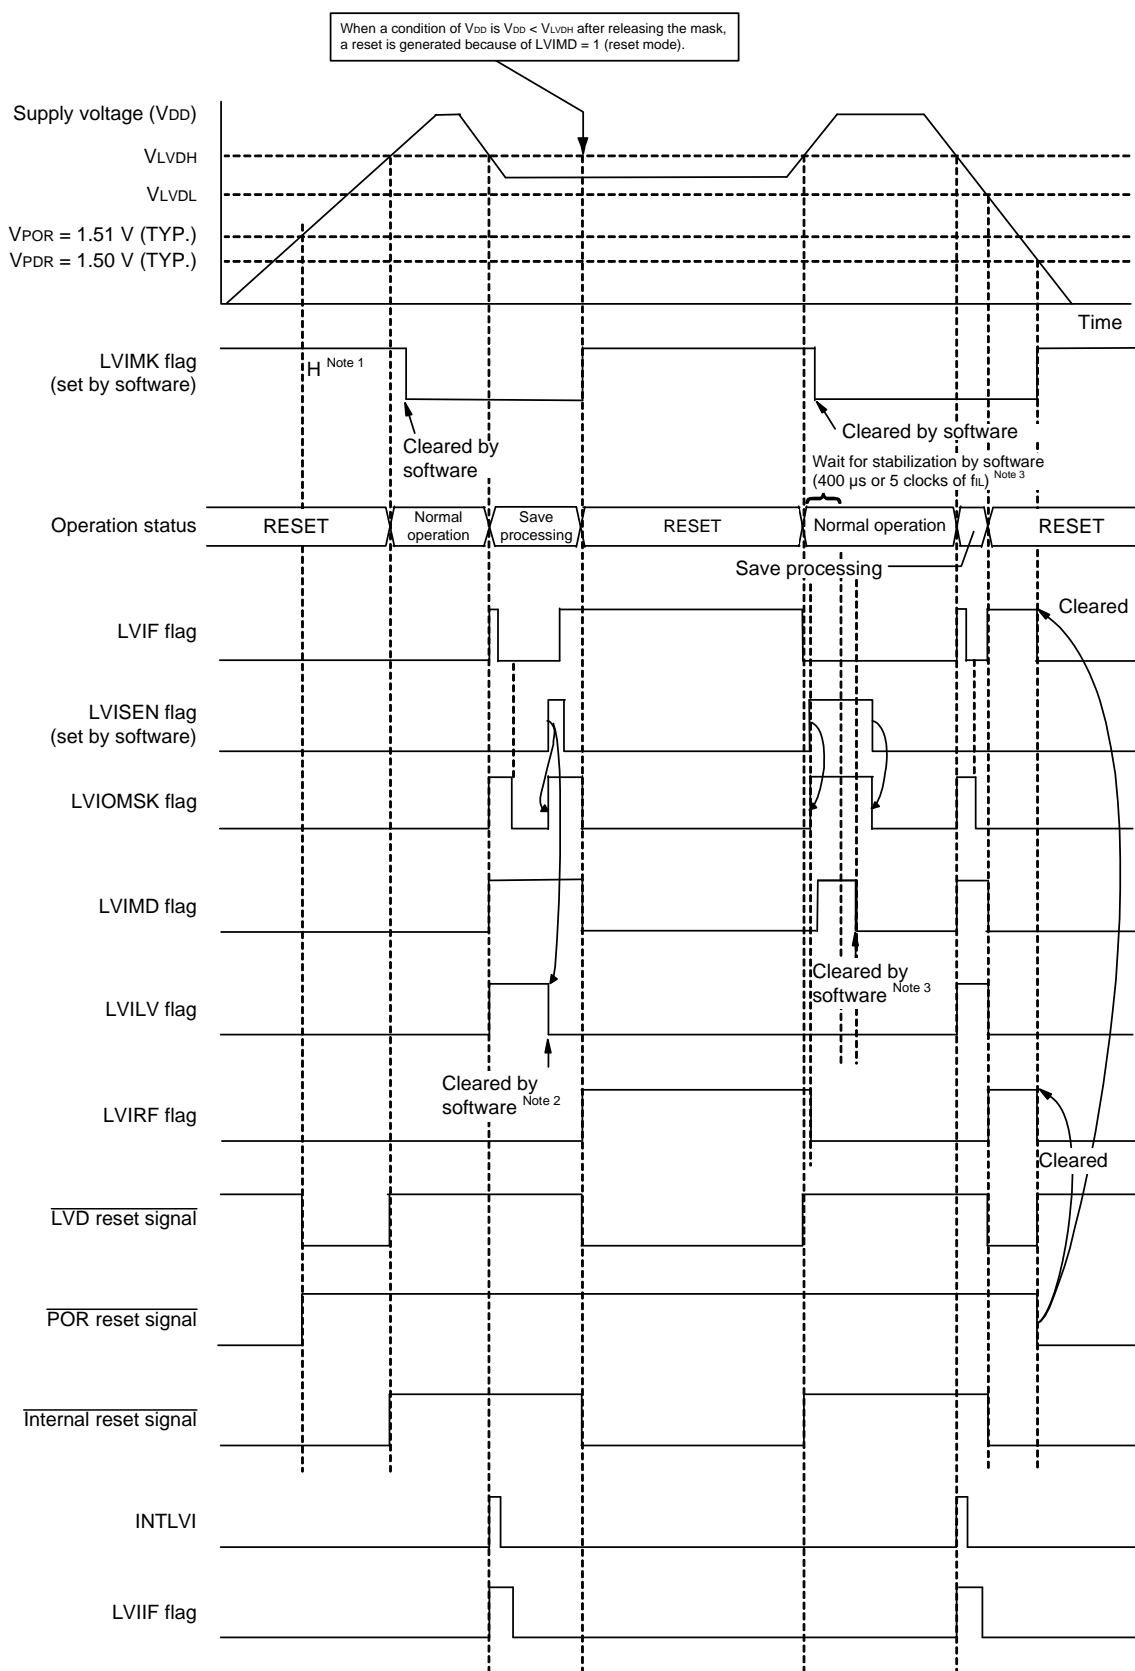 When a condition of VDD is VDD < VLVDH after releasing the mask,
a reset is generated because of LVIMD = 1 (reset mode).
Supply voltage (VDD)
VLVDH
VLVDL
VPOR = 1.51 V (TYP.)
VPDR = 1.50 V (TYP.)
Time
LVIMK flag
(set by software)
H Note 1
Cleared by
software
Cleared by software
Wait for stabilization by software
(400 μs or 5 clocks of fIL) Note 3
Operation status
RESET
Normal
operation
Save
processing
RESET
Normal operation
RESET
Save processing
LVIF flag
Cleared
LVISEN flag
(set by software)
LVIOMSK flag
LVIMD flag
Cleared by
software Note 3
LVILV flag
Cleared by
software Note 2
LVIRF flag
Cleared
LVD reset signal
POR reset signal
Internal reset signal
INTLVI
LVIIF flag